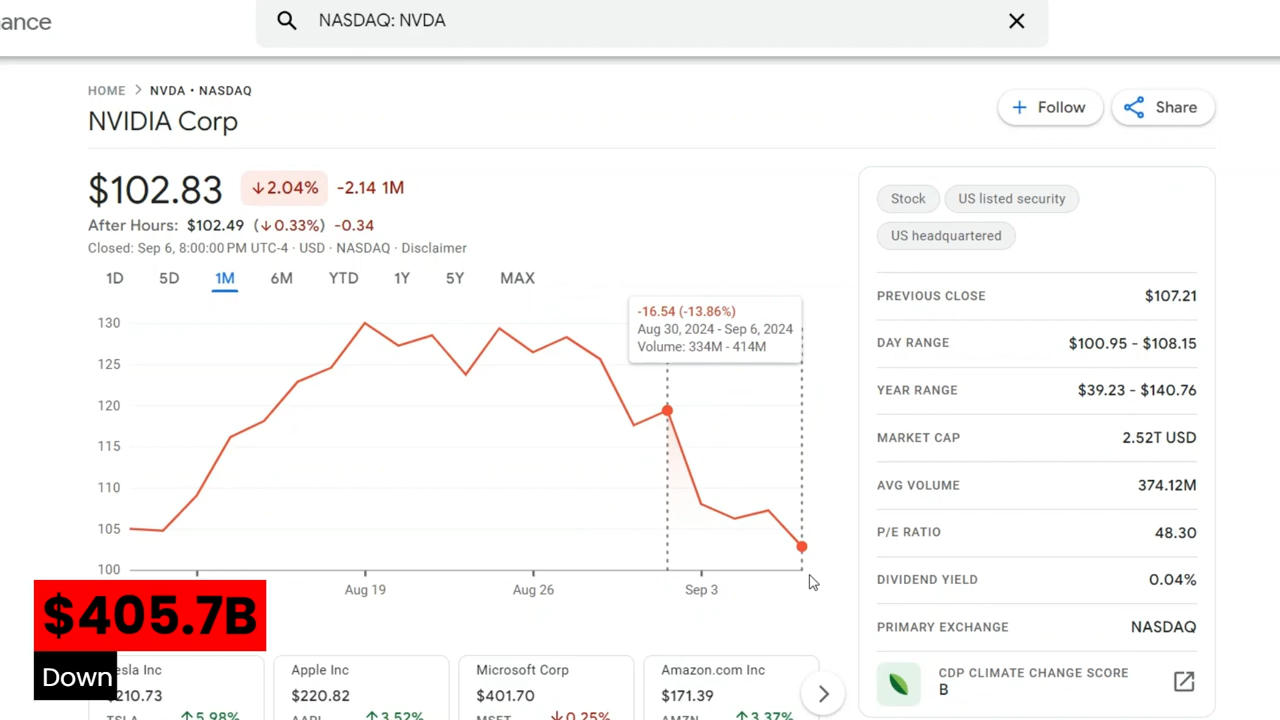 ance
NASDAQ: NVDA
HOME > NVDA • NASDAQ
NVIDIA Corp
+ Follow
Share
$102.83 ↓2.04% -2.14 1M
After Hours: $102.49 (↓0.33%) -0.34
Closed: Sep 6, 8:00:00 PM UTC-4 · USD · NASDAQ · Disclaimer
1D 5D 1M 6M YTD 1Y 5Y MAX
-16.54 (-13.86%)
Aug 30, 2024 - Sep 6, 2024
Volume: 334M - 414M
130
125
120
115
110
105
100
Aug 19 Aug 26 Sep 3
Stock US listed security
US headquartered
PREVIOUS CLOSE $107.21
DAY RANGE $100.95 - $108.15
YEAR RANGE $39.23 - $140.76
MARKET CAP 2.52T USD
AVG VOLUME 374.12M
P/E RATIO 48.30
DIVIDEND YIELD 0.04%
PRIMARY EXCHANGE NASDAQ
CDP CLIMATE CHANGE SCORE
B
$405.7B
Down
esla Inc
$210.73
TSLA ↑5.98%
Apple Inc
$220.82
AAPL ↑3.52%
Microsoft Corp
$401.70
MSFT ↓0.25%
Amazon.com Inc
$171.39
AMZN ↑3.37%